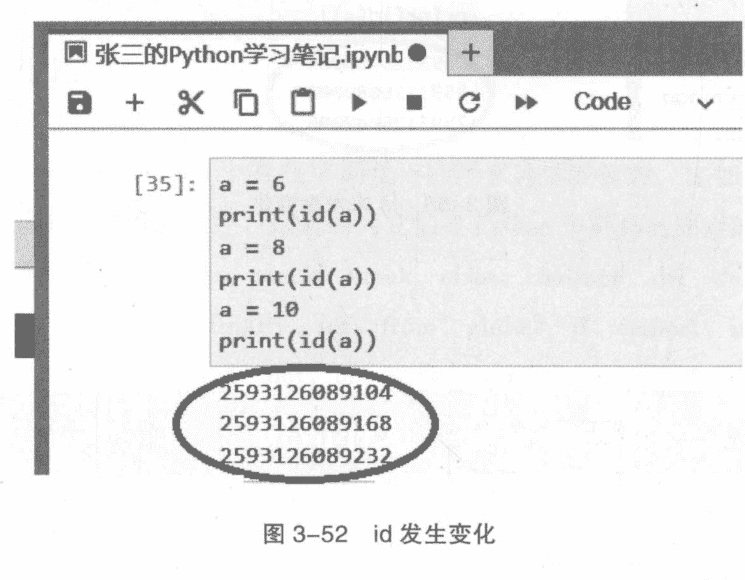 张三的Python学习笔记.ipynb
Code
[35]:
a = 6
print(id(a))
a = 8
print(id(a))
a = 10
print(id(a))
2593126089104
2593126089168
2593126089232
图 3-52 id 发生变化